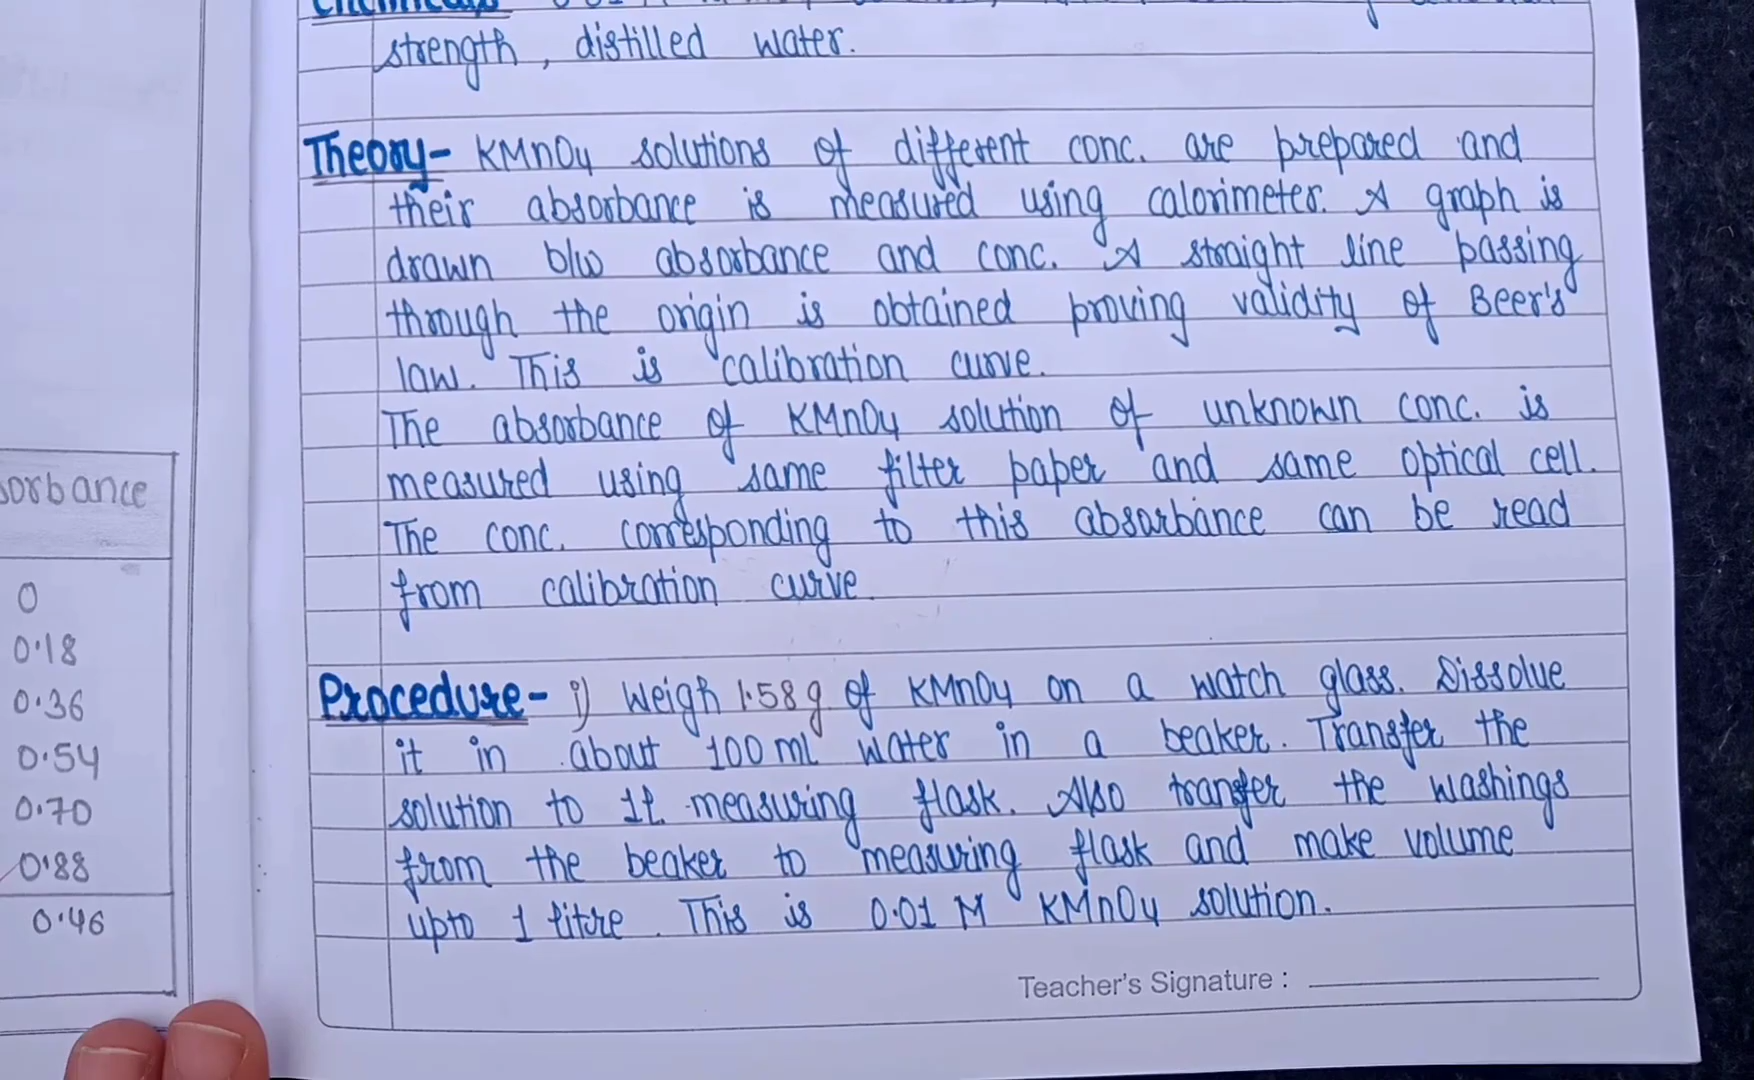 strength, distilled water.
Theory- KMnO4 solutions of different conc. are prepared and
their absorbance is measured using calorimeter. A graph is
drawn b/w absorbance and conc. A straight line passing
through the origin is obtained proving validity of Beer's
law. This is calibration curve.
The absorbance of KMnO4 solution of unknown conc. is
measured using same filter paper and same optical cell.
The conc. corresponding to this absorbance can be read
from calibration curve.
Procedure- i) Weigh 1.58g of KMnO4 on a watch glass. Dissolve
it in about 100 ml water in a beaker. Transfer the
solution to 1l. measuring flask. Also transfer the washings
from the beaker to measuring flask and make volume
upto 1 litre. This is 0.01 M KMnO4 solution.
Teacher's Signature :
sorbance
0
0.18
0.36
0.54
0.70
0.88
0.46